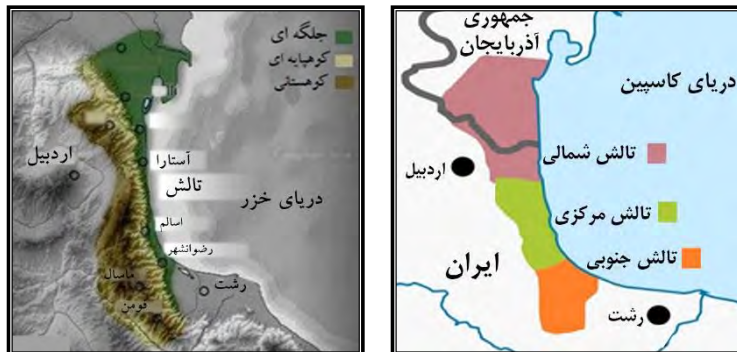 جلگه ای
کوهپایه ای
کوهستانی
آستارا
اردبیل
تالش
دریای خزر
اسالم
رضوانشهر
ماسال
رشت
فومن
جمهوری
آذربایجان
دریای کاسپین
تالش شمالی
اردبیل
تالش مرکزی
تالش جنوبی
ایران
رشت